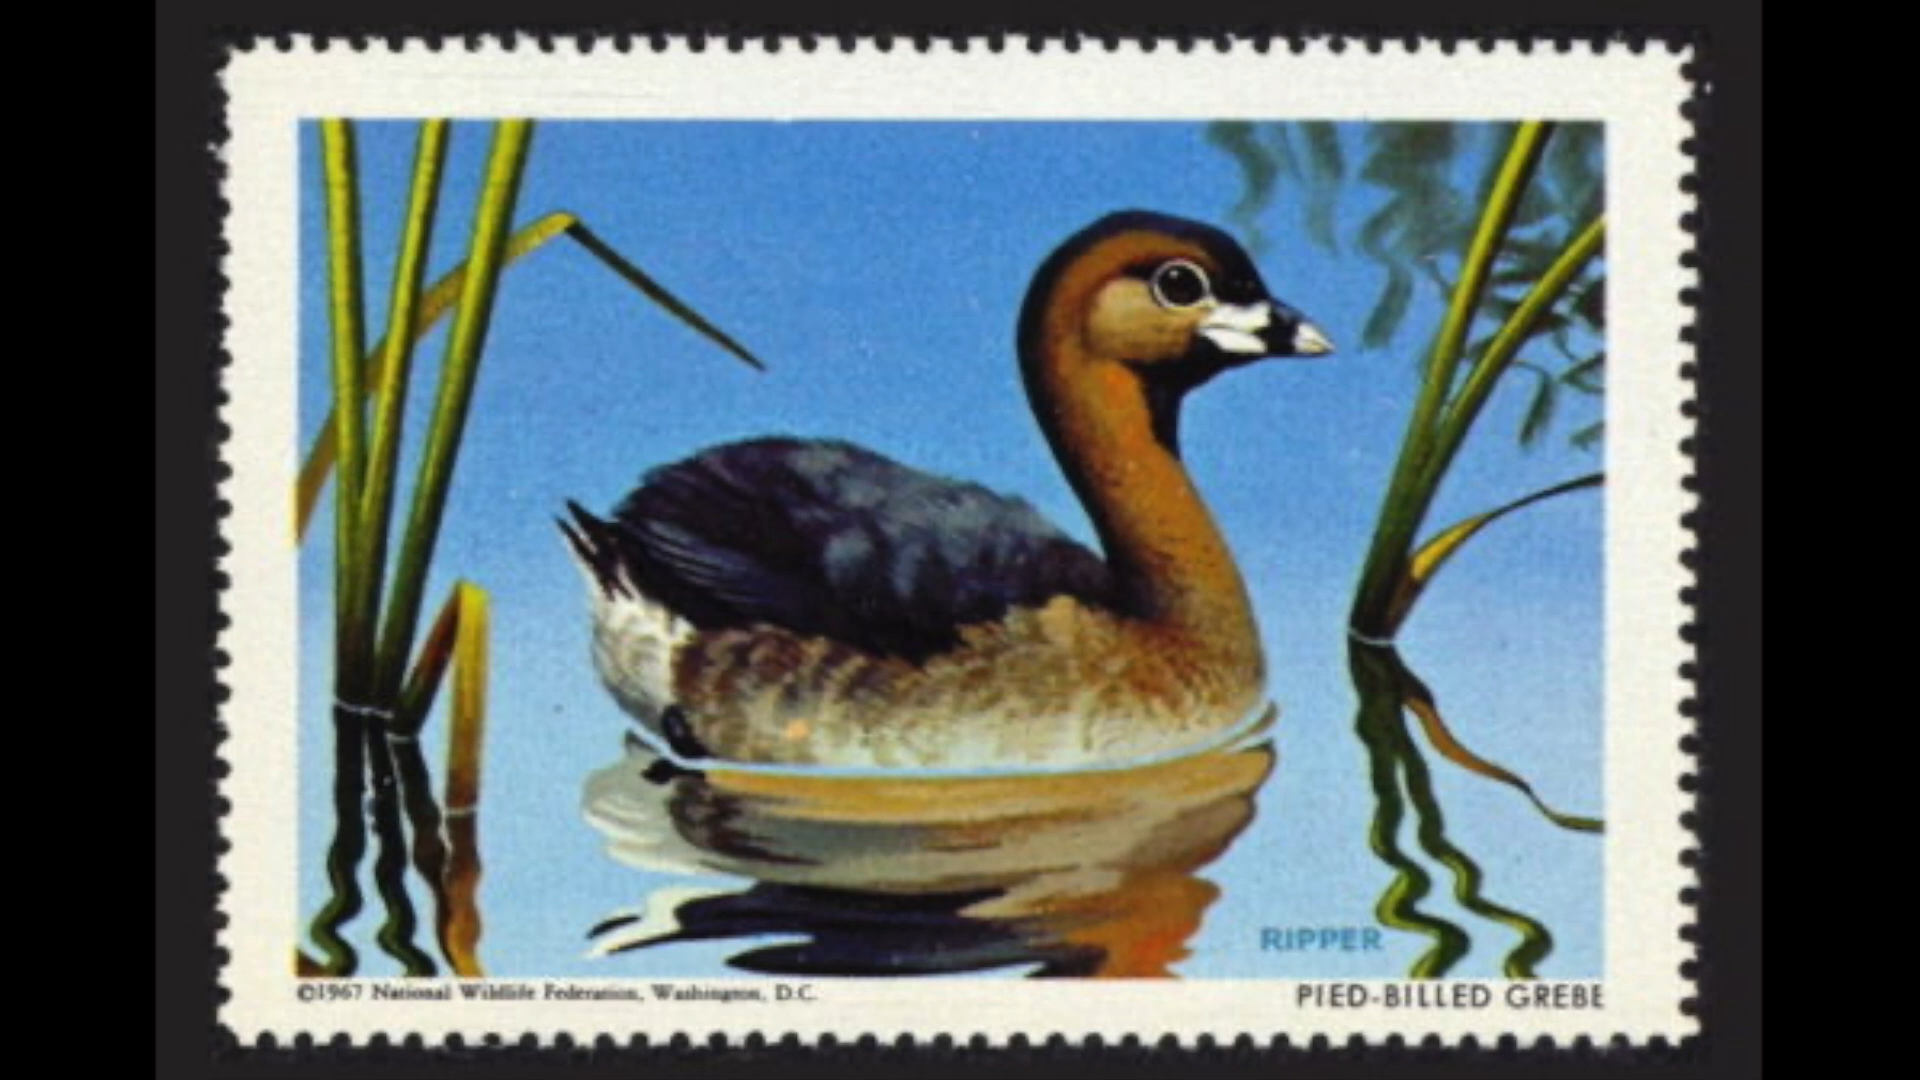 RIPPER
©1967 National Wildlife Federation, Washington, D.C.
PIED-BILLED GREBE